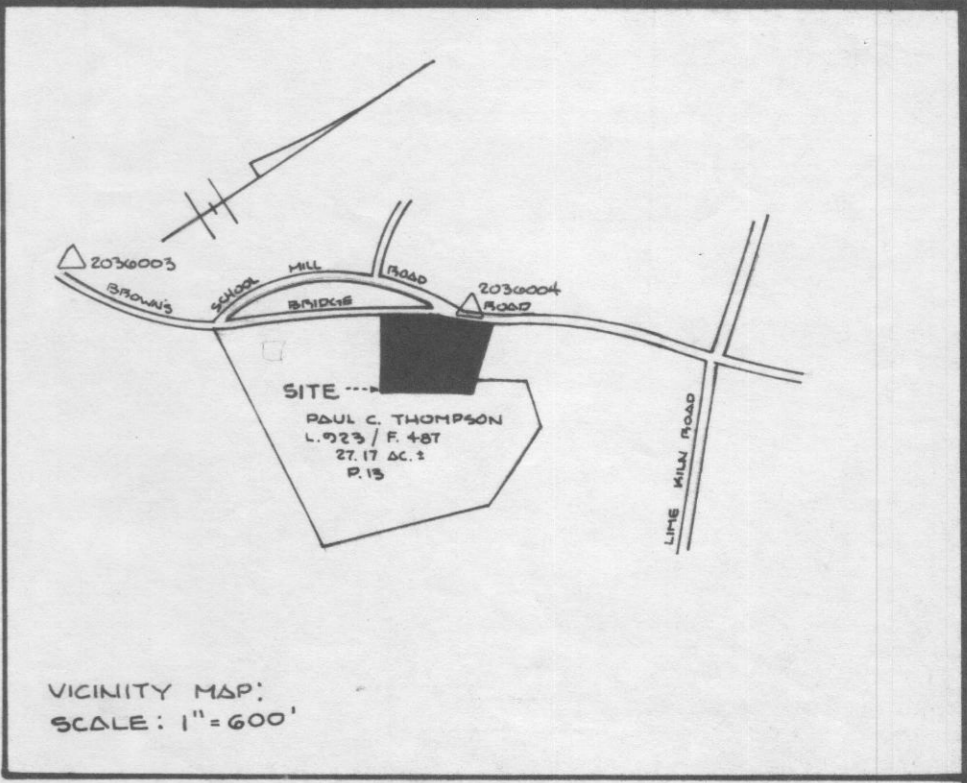 2036003
BROWN'S
SCHOOL MILL ROAD
BRIDGE
2036004
ROAD
SITE
PAUL C. THOMPSON
L.923 / F. 487
27.17 AC. ±
P.13
LIME KILN ROAD
VICINITY MAP:
SCALE: 1" = 600'